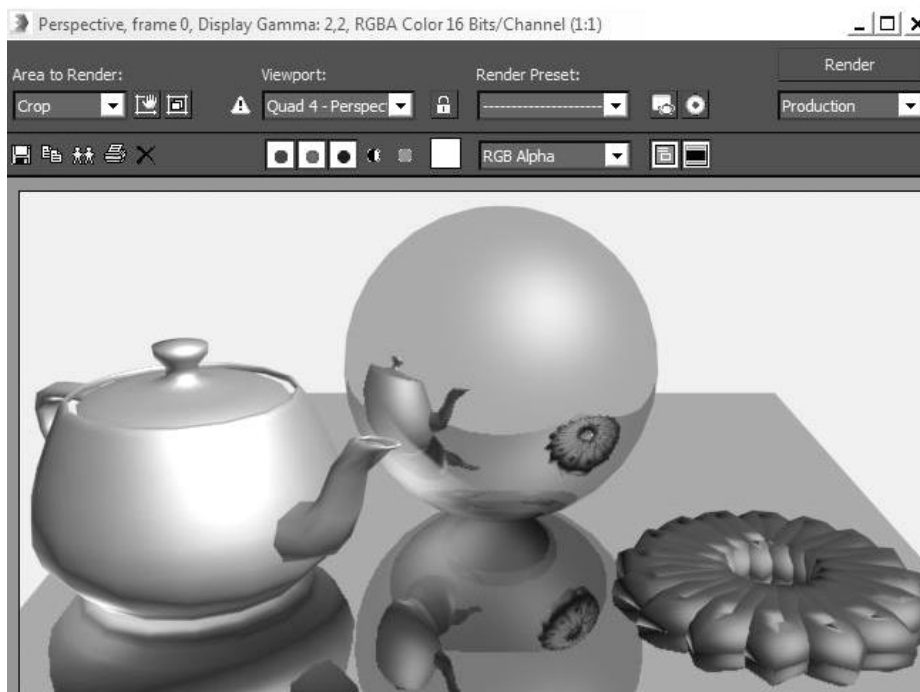 Perspective, frame 0, Display Gamma: 2,2, RGBA Color 16 Bits/Channel (1:1)
Area to Render:
Viewport:
Render Preset:
Render
Crop
Quad 4 - Perspec
--------------------
Production
RGB Alpha